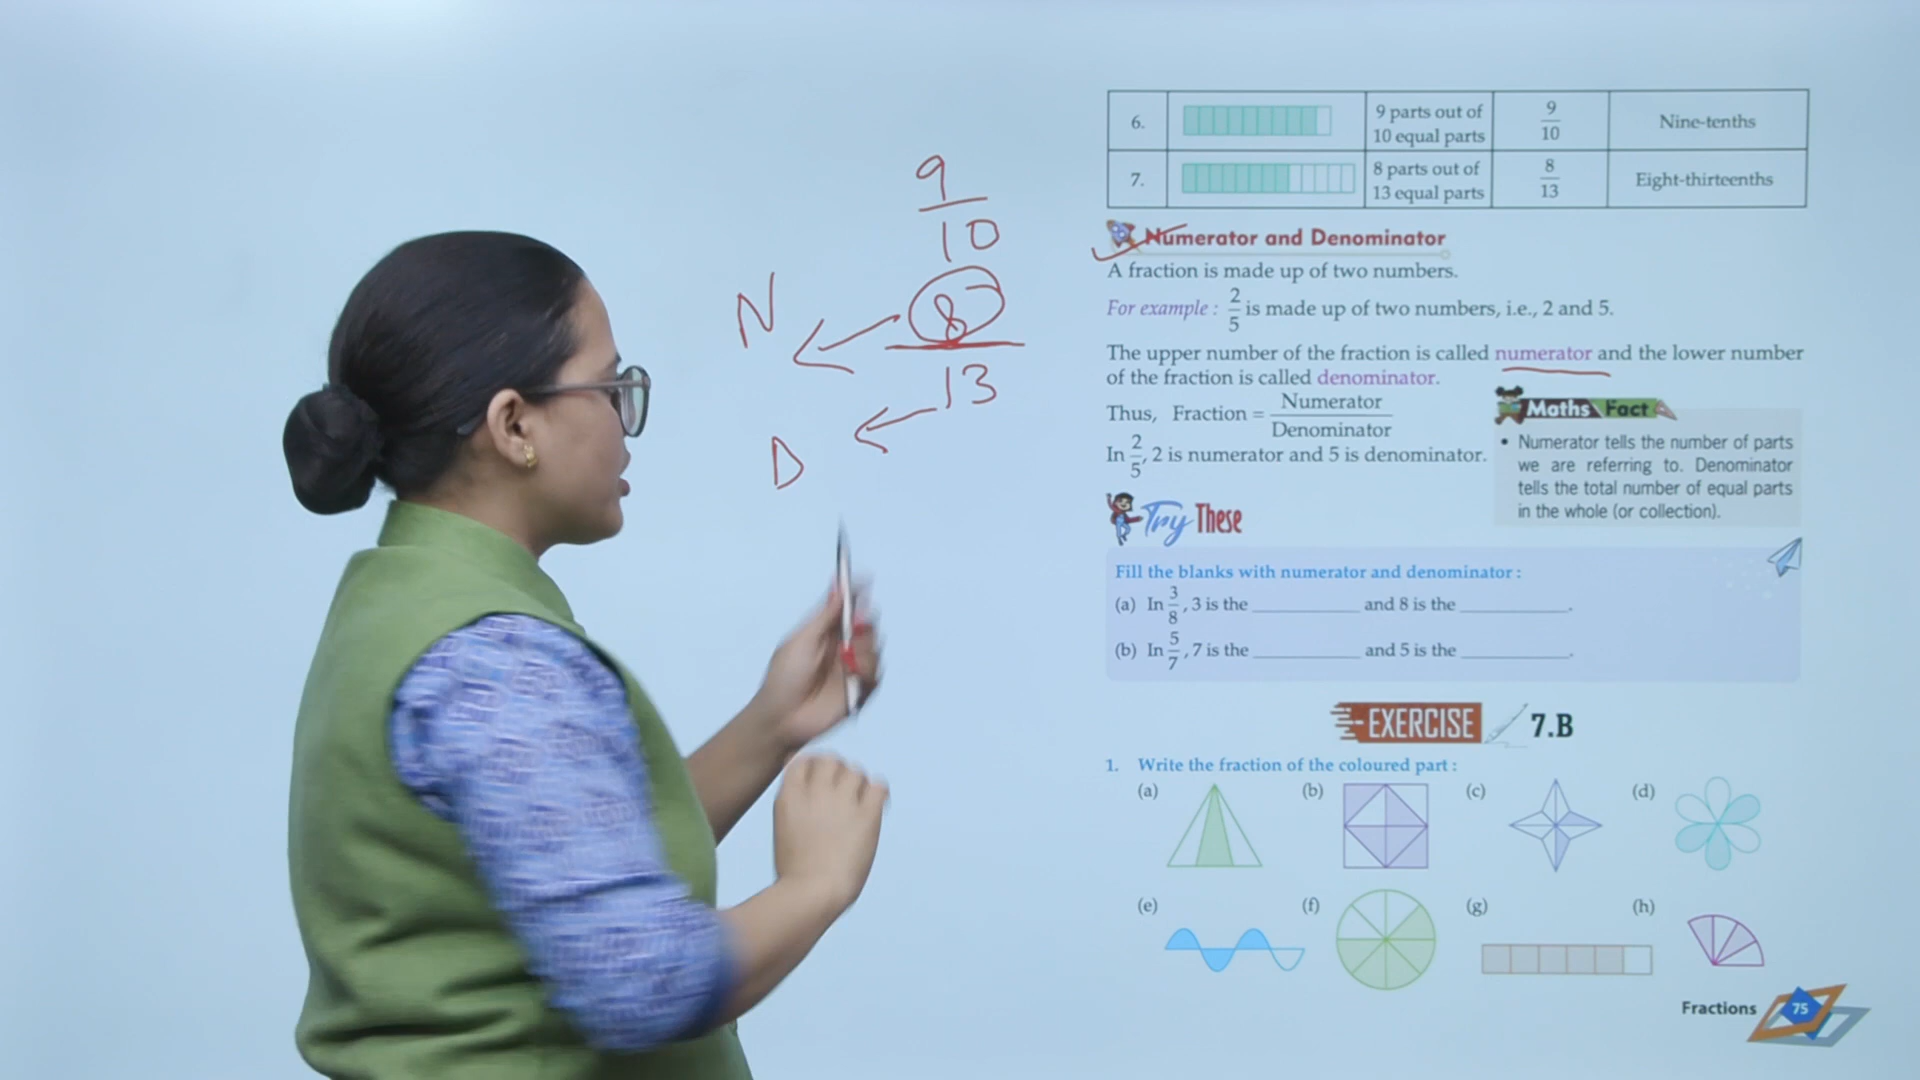 9
10
8
13
N
D
6. 9 parts out of 10 equal parts 9/10 Nine-tenths
7. 8 parts out of 13 equal parts 8/13 Eight-thirteenths
Numerator and Denominator
A fraction is made up of two numbers.
For example : 2/5 is made up of two numbers, i.e., 2 and 5.
The upper number of the fraction is called numerator and the lower number
of the fraction is called denominator.
Thus, Fraction = Numerator/Denominator
In 2/5, 2 is numerator and 5 is denominator.
Maths Fact
• Numerator tells the number of parts
we are referring to. Denominator
tells the total number of equal parts
in the whole (or collection).
Try These
Fill the blanks with numerator and denominator :
(a) In 3/8, 3 is the __________ and 8 is the __________.
(b) In 5/7, 7 is the __________ and 5 is the __________.
EXERCISE 7.B
1. Write the fraction of the coloured part :
(a) (b) (c) (d)
(e) (f) (g) (h)
Fractions 75